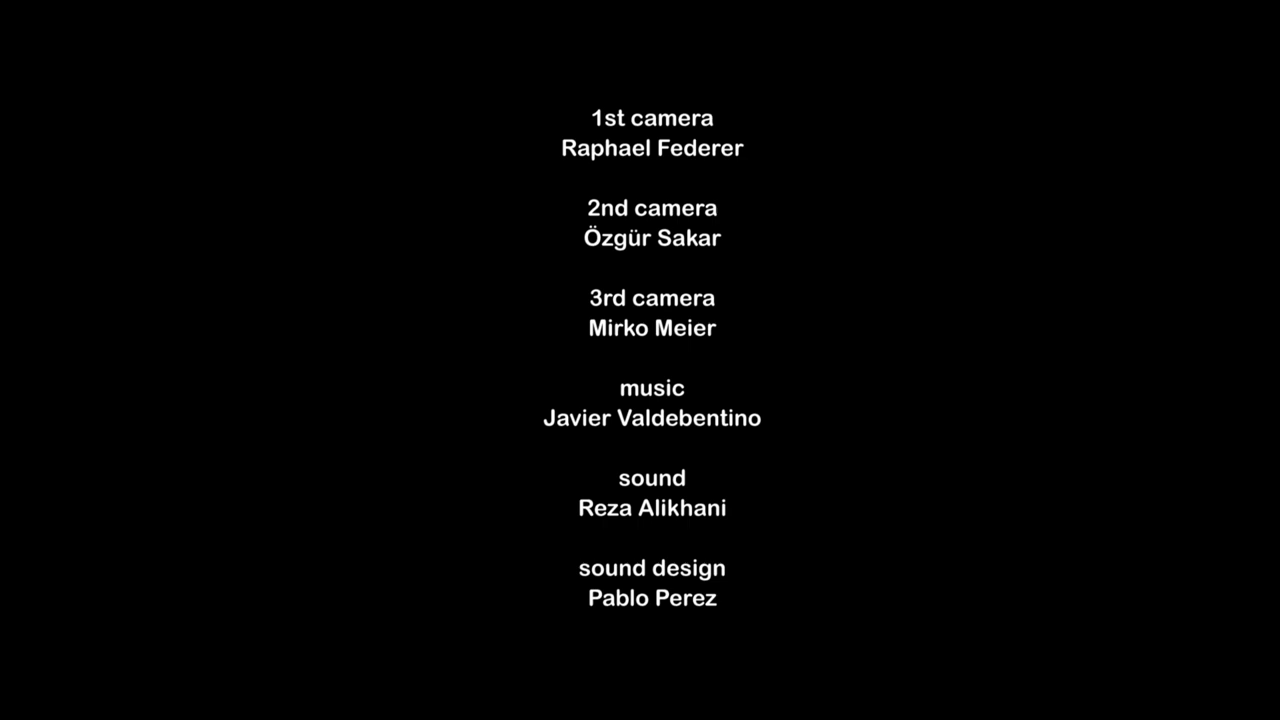 1st camera
Raphael Federer
2nd camera
Özgür Sakar
3rd camera
Mirko Meier
music
Javier Valdebentino
sound
Reza Alikhani
sound design
Pablo Perez